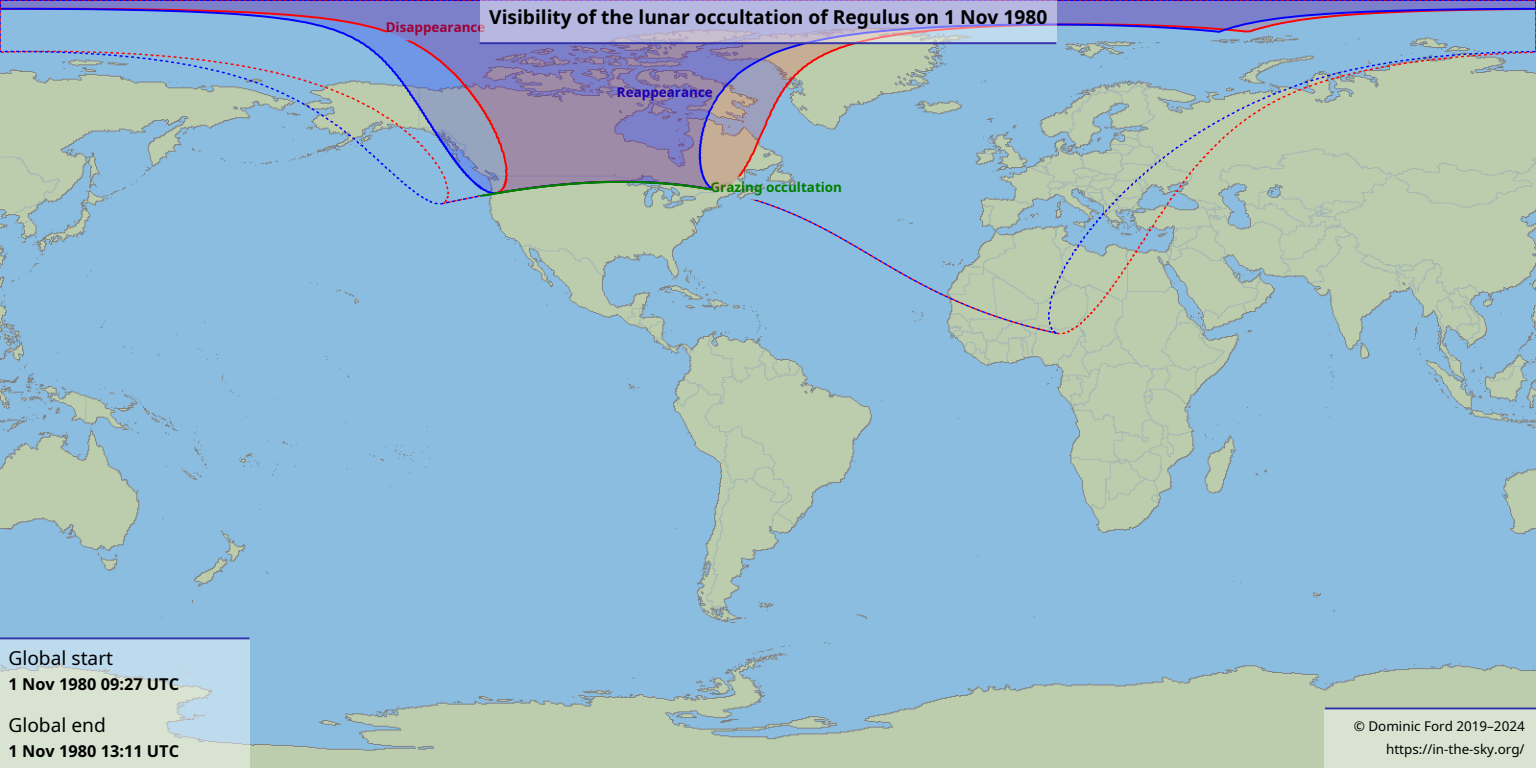 Visibility of the lunar occultation of Regulus on 1 Nov 1980
Disappearance
Reappearance
Grazing occultation
Global start
1 Nov 1980 09:27 UTC
Global end
1 Nov 1980 13:11 UTC
© Dominic Ford 2019–2024
https://in-the-sky.org/